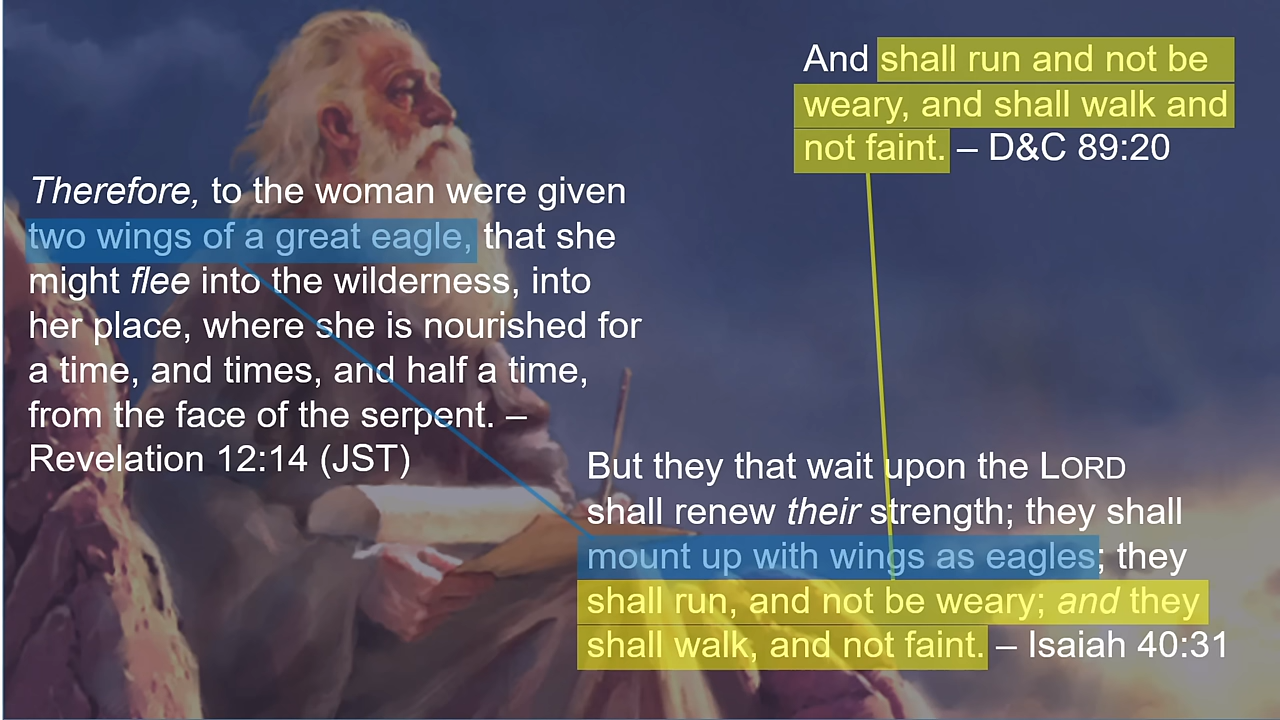 And shall run and not be
weary, and shall walk and
not faint. – D&C 89:20
Therefore, to the woman were given
two wings of a great eagle, that she
might flee into the wilderness, into
her place, where she is nourished for
a time, and times, and half a time,
from the face of the serpent. –
Revelation 12:14 (JST)
But they that wait upon the LORD
shall renew their strength; they shall
mount up with wings as eagles; they
shall run, and not be weary; and they
shall walk, and not faint. – Isaiah 40:31